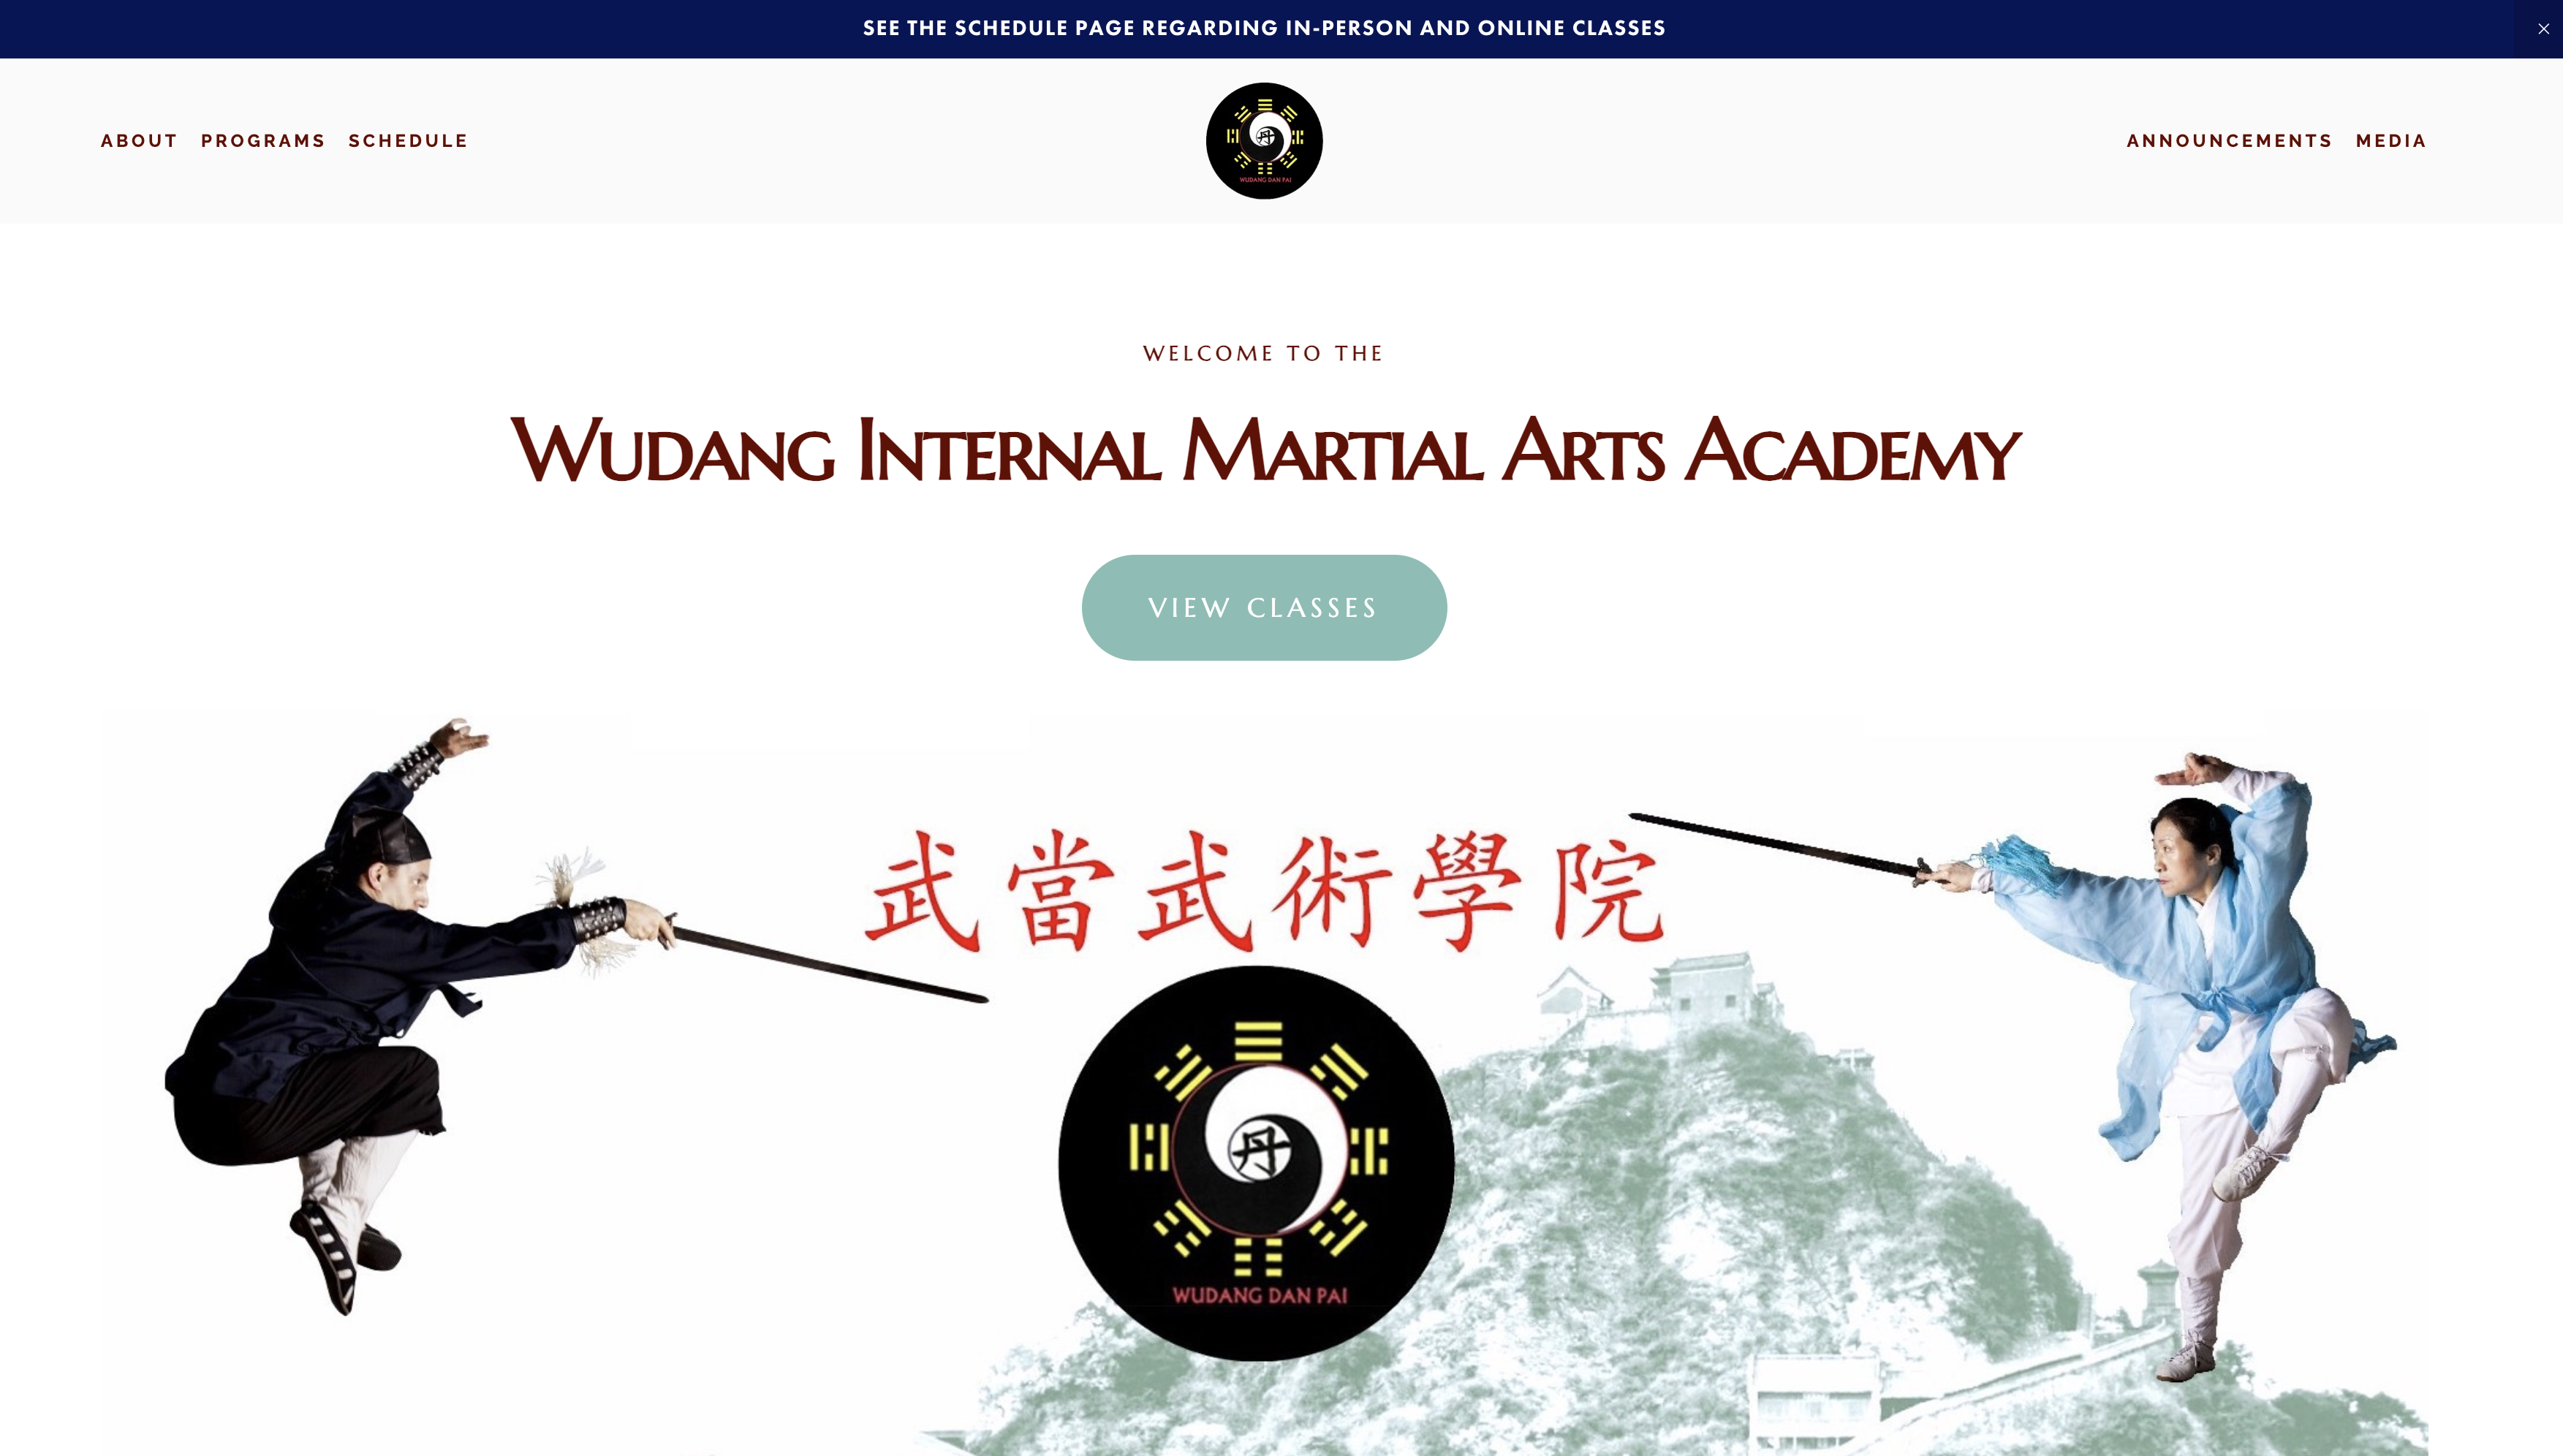 SEE THE SCHEDULE PAGE REGARDING IN-PERSON AND ONLINE CLASSES
ABOUT PROGRAMS SCHEDULE
丹
WUDANG DAN PAI
ANNOUNCEMENTS MEDIA
WELCOME TO THE
WUDANG INTERNAL MARTIAL ARTS ACADEMY
VIEW CLASSES
武當武術學院
丹
WUDANG DAN PAI